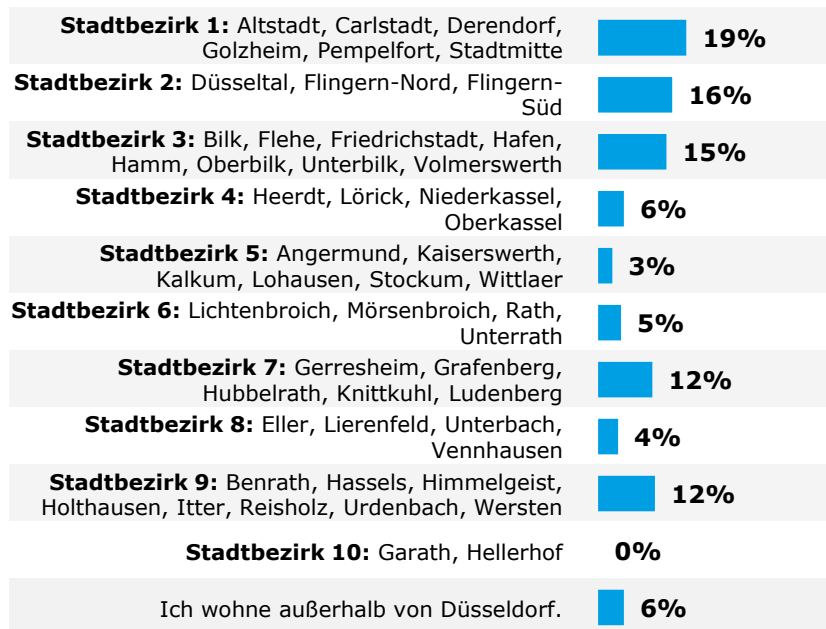 Stadtbezirk 1: Altstadt, Carlstadt, Derendorf,
Golzheim, Pempelfort, Stadtmitte
19%
Stadtbezirk 2: Düsseltal, Flingern-Nord, Flingern-
Süd
16%
Stadtbezirk 3: Bilk, Flehe, Friedrichstadt, Hafen,
Hamm, Oberbilk, Unterbilk, Volmerswerth
15%
Stadtbezirk 4: Heerdt, Lörick, Niederkassel,
Oberkassel
6%
Stadtbezirk 5: Angermund, Kaiserswerth,
Kalkum, Lohausen, Stockum, Wittlaer
3%
Stadtbezirk 6: Lichtenbroich, Mörsenbroich, Rath,
Unterrath
5%
Stadtbezirk 7: Gerresheim, Grafenberg,
Hubbelrath, Knittkuhl, Ludenberg
12%
Stadtbezirk 8: Eller, Lierenfeld, Unterbach,
Vennhausen
4%
Stadtbezirk 9: Benrath, Hassels, Himmelgeist,
Holthausen, Itter, Reisholz, Urdenbach, Wersten
12%
Stadtbezirk 10: Garath, Hellerhof
0%
Ich wohne außerhalb von Düsseldorf.
6%